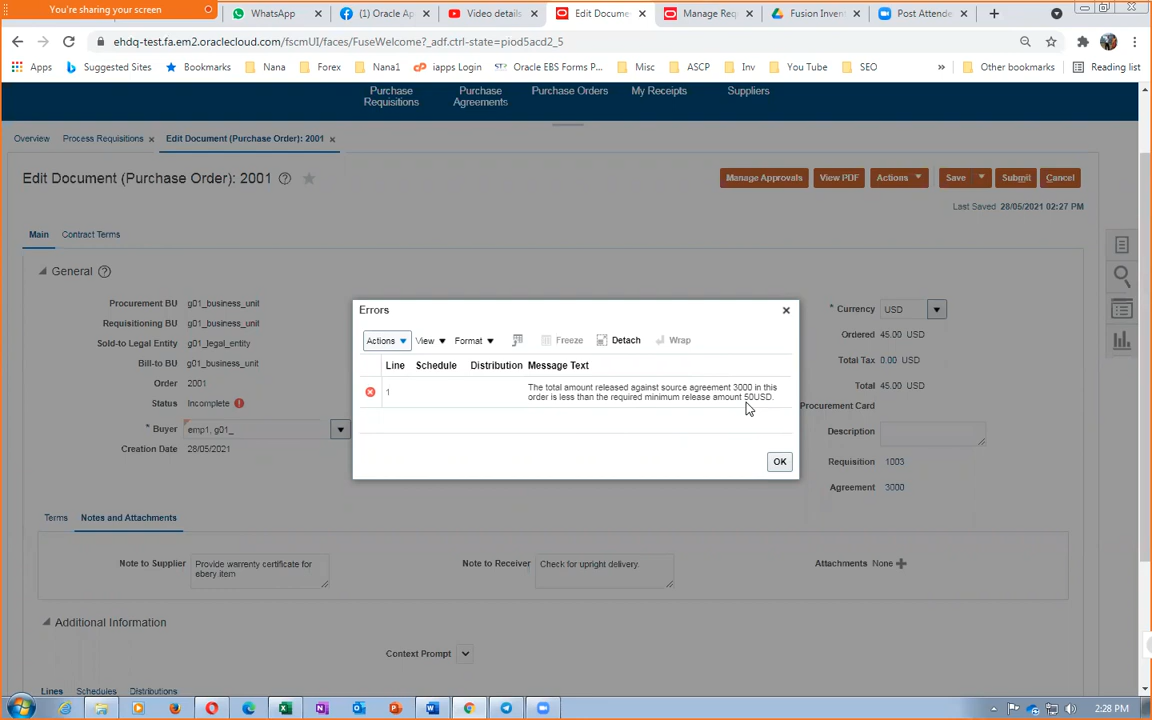 You're sharing your screen
WhatsApp
(1) Oracle Ap
Video details
Edit Docume
Manage Req
Fusion Invent
Post Attende
ehdq-test.fa.em2.oraclecloud.com/fscmUI/faces/FuseWelcome?_adf.ctrl-state=piod5acd2_5
Apps Suggested Sites Bookmarks Nana Forex Nana1 iapps Login Oracle EBS Forms P... Misc ASCP Inv You Tube SEO » Other bookmarks Reading list
Purchase Requisitions
Purchase Agreements
Purchase Orders
My Receipts
Suppliers
Overview Process Requisitions Edit Document (Purchase Order): 2001
Edit Document (Purchase Order): 2001
Manage Approvals View PDF Actions Save Submit Cancel
Last Saved 28/05/2021 02:27 PM
Main Contract Terms
General
Procurement BU g01_business_unit
Requisitioning BU g01_business_unit
Sold-to Legal Entity g01_legal_entity
Bill-to BU g01_business_unit
Order 2001
Status Incomplete
* Buyer emp1, g01_
Creation Date 28/05/2021
Errors
Actions View Format Freeze Detach Wrap
Line Schedule Distribution Message Text
1
The total amount released against source agreement 3000 in this
order is less than the required minimum release amount 50USD.
OK
* Currency USD
Ordered 45.00 USD
Total Tax 0.00 USD
Total 45.00 USD
Procurement Card
Description
Requisition 1003
Agreement 3000
Terms Notes and Attachments
Note to Supplier
Provide warrenty certificate for
ebery item
Note to Receiver
Check for upright delivery.
Attachments None
Additional Information
Context Prompt
Lines Schedules Distributions
2:28 PM